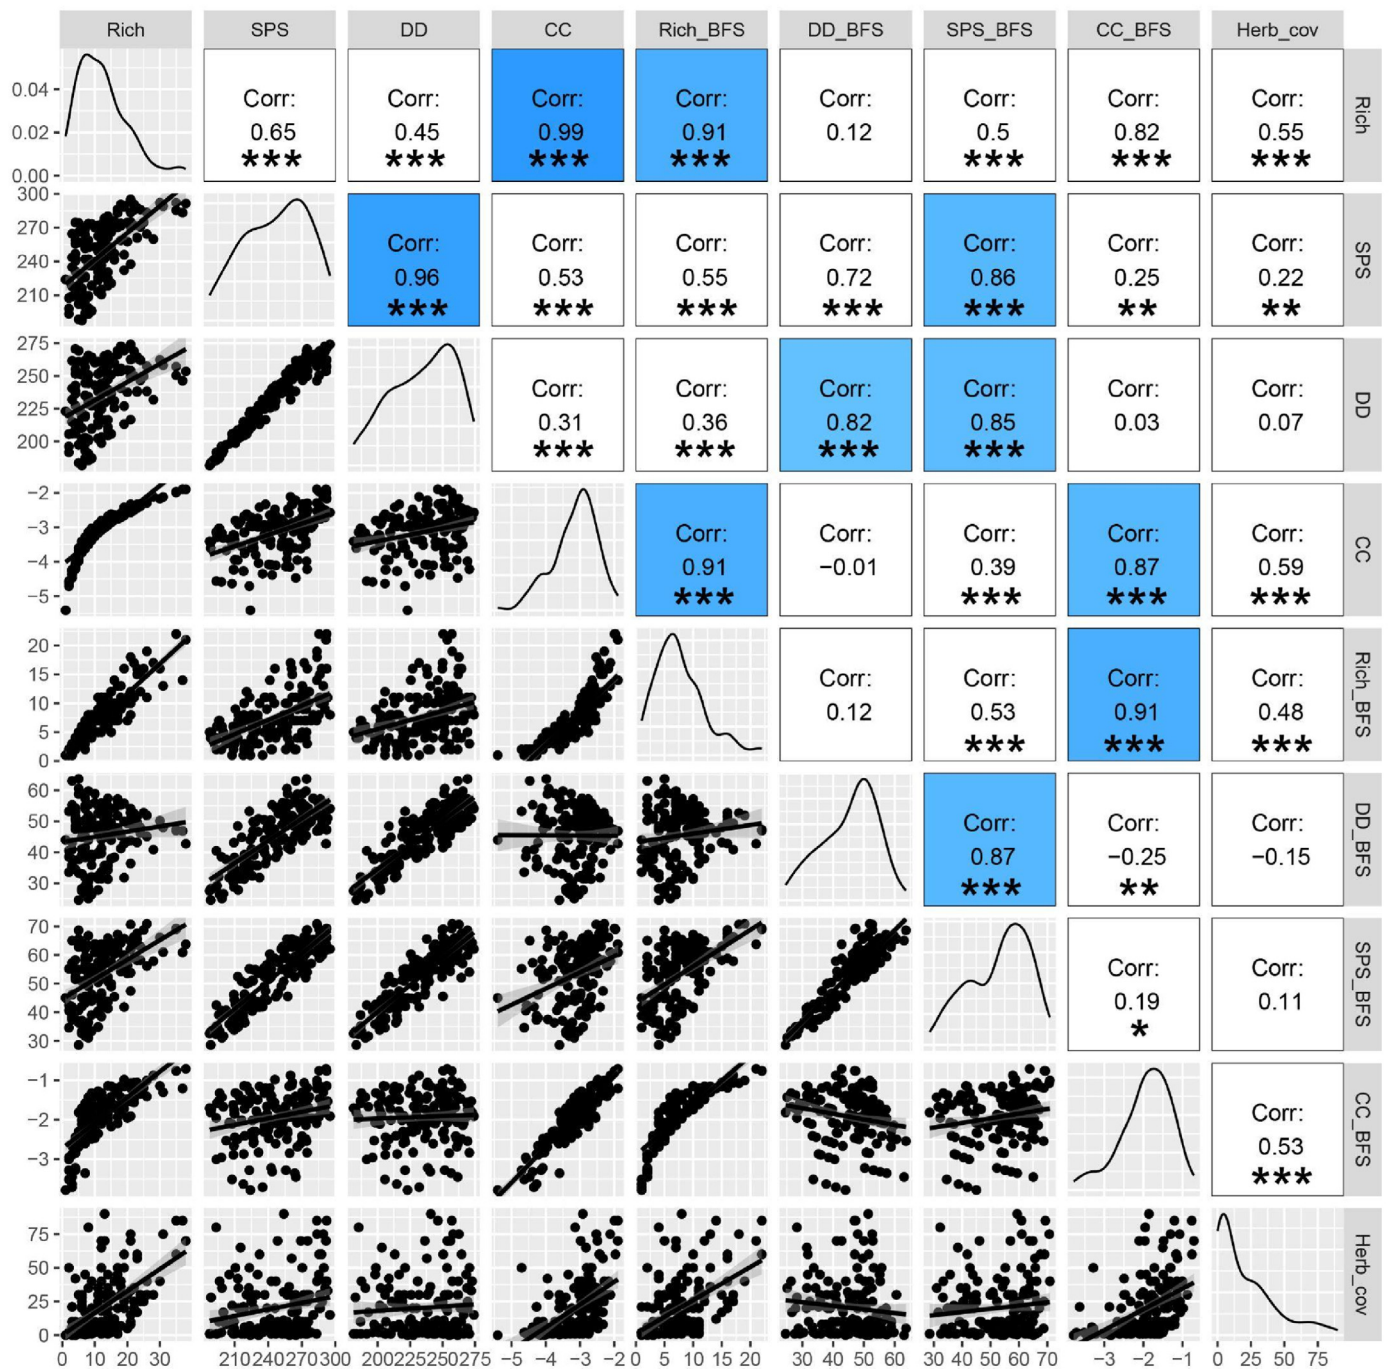 Rich SPS DD CC Rich_BFS DD_BFS SPS_BFS CC_BFS Herb_cov
0.04
0.02
0.00
Corr: Corr: Corr: Corr: Corr: Corr: Corr: Corr:
0.65 0.45 0.99 0.91 0.12 0.5 0.82 0.55
*** *** *** *** *** *** ***
Rich
300
270
240
210
Corr: Corr: Corr: Corr: Corr: Corr: Corr:
0.96 0.53 0.55 0.72 0.86 0.25 0.22
*** *** *** *** *** ** **
SPS
275
250
225
200
Corr: Corr: Corr: Corr: Corr: Corr:
0.31 0.36 0.82 0.85 0.03 0.07
*** *** *** ***
DD
−2
−3
−4
−5
Corr: Corr: Corr: Corr: Corr:
0.91 −0.01 0.39 0.87 0.59
*** *** *** ***
CC
20
15
10
5
0
Corr: Corr: Corr: Corr:
0.12 0.53 0.91 0.48
*** *** ***
Rich_BFS
60
50
40
30
Corr: Corr: Corr:
0.87 −0.25 −0.15
*** **
DD_BFS
70
60
50
40
30
Corr: Corr:
0.19 0.11
*
SPS_BFS
−1
−2
−3
Corr:
0.53
***
CC_BFS
75
50
25
0
Herb_cov
0 10 20 30 210 240 270 300 200 225 250 275 −5 −4 −3 −2 0 5 10 15 20 30 40 50 60 30 40 50 60 70 −3 −2 −1 0 25 50 75